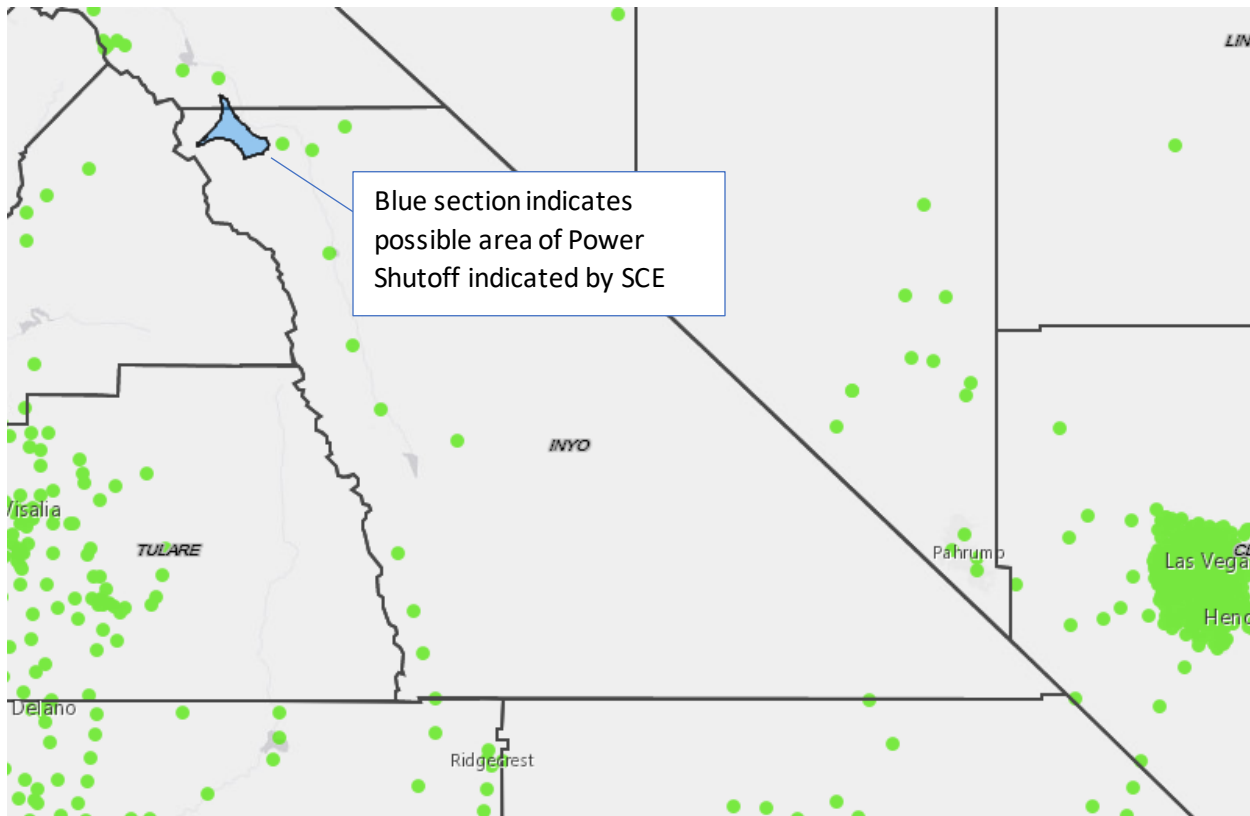 LIN
Blue section indicates
possible area of Power
Shutoff indicated by SCE
INYO
Visalia
TULARE
Pahrump
Las Vega
Hend
Delano
Ridgecrest